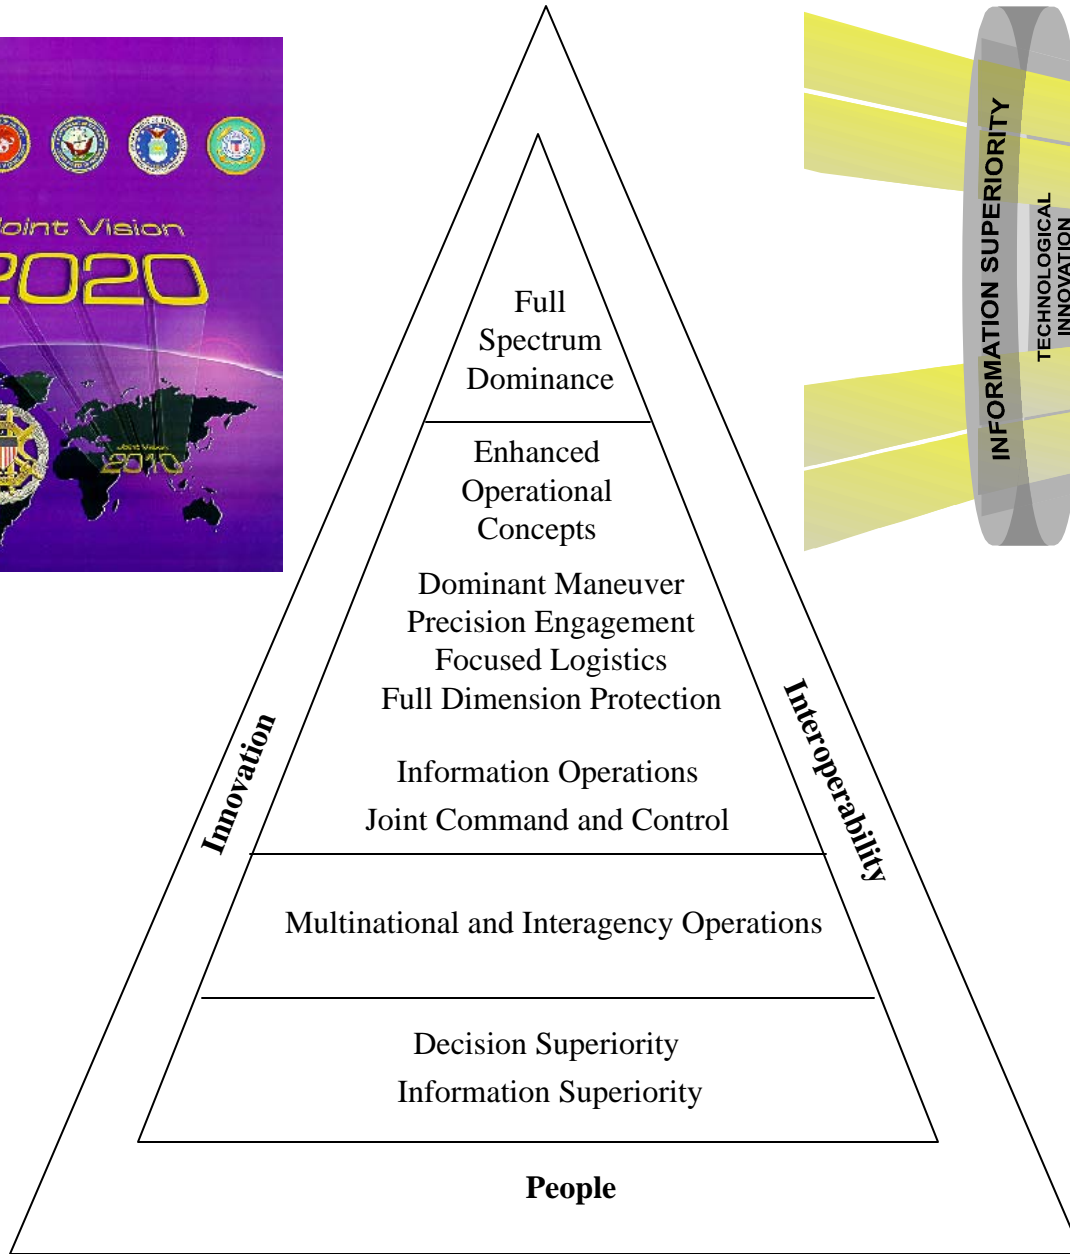 Joint Vision
2020
Joint Vision
2010
INFORMATION SUPERIORITY
TECHNOLOGICAL
INNOVATION
Full
Spectrum
Dominance
Enhanced
Operational
Concepts
Dominant Maneuver
Precision Engagement
Focused Logistics
Full Dimension Protection
Information Operations
Joint Command and Control
Multinational and Interagency Operations
Decision Superiority
Information Superiority
Innovation
Interoperability
People